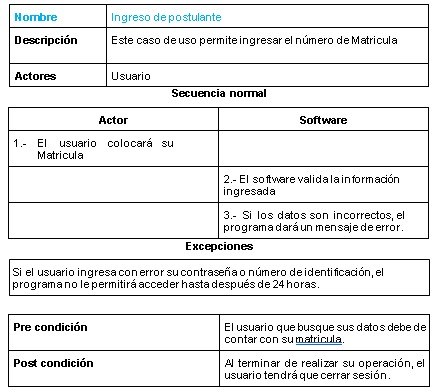 Nombre Ingreso de postulante
Descripción Este caso de uso permite ingresar el número de Matricula
Actores Usuario
Secuencia normal
Actor Software
1.- El usuario colocará su
Matricula
2.- El software valida la información
ingresada
3.- Si los datos son incorrectos, el
programa dará un mensaje de error.
Excepciones
Si el usuario ingresa con error su contraseña o número de identificación, el
programa no le permitirá acceder hasta después de 24 horas.
Pre condición El usuario que busque sus datos debe de
contar con su matricula.
Post condición Al terminar de realizar su operación, el
usuario tendrá que cerrar sesión.